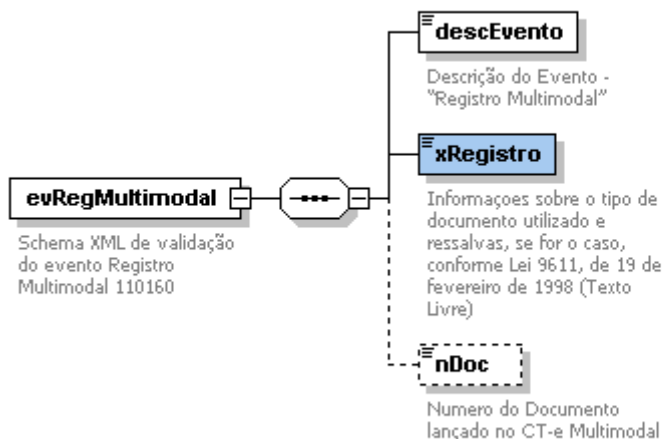 descEvento
Descrição do Evento -
"Registro Multimodal"
xRegistro
Informaçoes sobre o tipo de
documento utilizado e
ressalvas, se for o caso,
conforme Lei 9611, de 19 de
fevereiro de 1998 (Texto
Livre)
evRegMultimodal
Schema XML de validação
do evento Registro
Multimodal 110160
nDoc
Numero do Documento
lançado no CT-e Multimodal